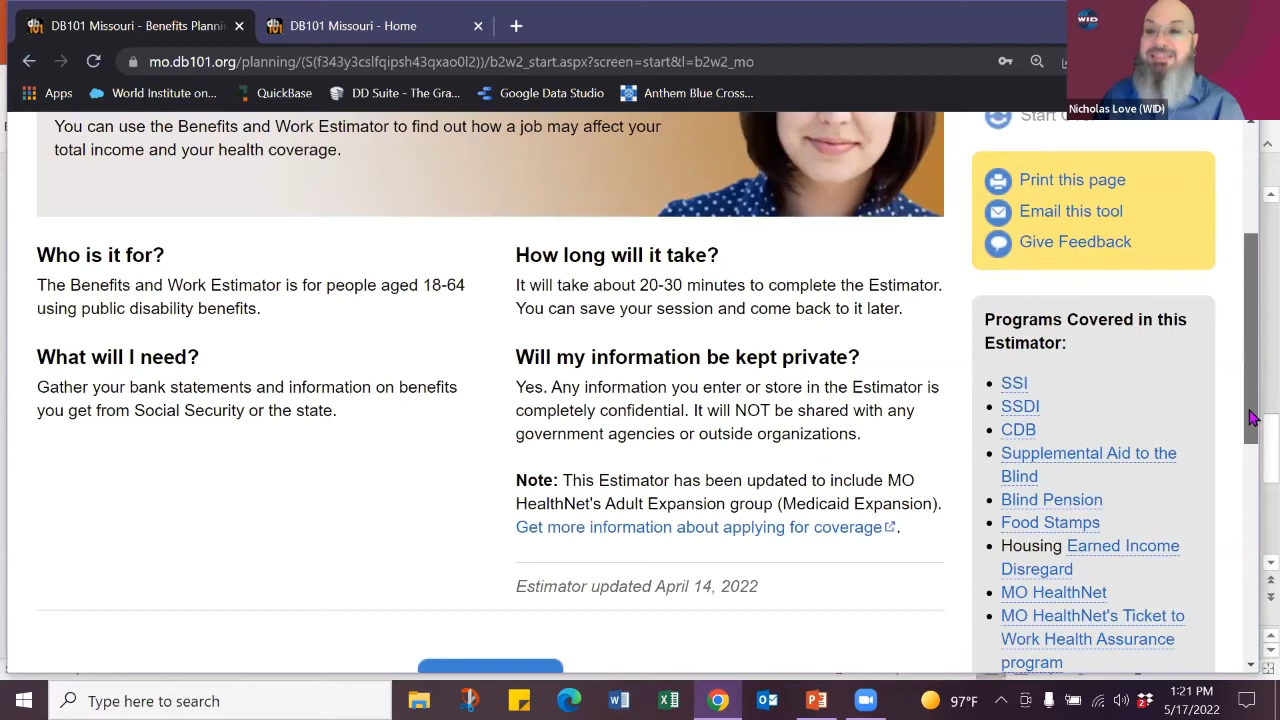 DB101 Missouri - Benefits Planni
DB101 Missouri - Home
mo.db101.org/planning/(S(f343y3cslfqipsh43qxao0l2))/b2w2_start.aspx?screen=start&l=b2w2_mo
Apps
World Institute on...
QuickBase
DD Suite - The Gra...
Google Data Studio
Anthem Blue Cross...
WID
Nicholas Love (WID)
You can use the Benefits and Work Estimator to find out how a job may affect your
total income and your health coverage.
Who is it for?
The Benefits and Work Estimator is for people aged 18-64
using public disability benefits.
What will I need?
Gather your bank statements and information on benefits
you get from Social Security or the state.
How long will it take?
It will take about 20-30 minutes to complete the Estimator.
You can save your session and come back to it later.
Will my information be kept private?
Yes. Any information you enter or store in the Estimator is
completely confidential. It will NOT be shared with any
government agencies or outside organizations.
Note: This Estimator has been updated to include MO
HealthNet's Adult Expansion group (Medicaid Expansion).
Get more information about applying for coverage.
Estimator updated April 14, 2022
Start
Print this page
Email this tool
Give Feedback
Programs Covered in this
Estimator:
SSI
SSDI
CDB
Supplemental Aid to the
Blind
Blind Pension
Food Stamps
Housing Earned Income
Disregard
MO HealthNet
MO HealthNet's Ticket to
Work Health Assurance
program
Type here to search
97°F
1:21 PM
5/17/2022